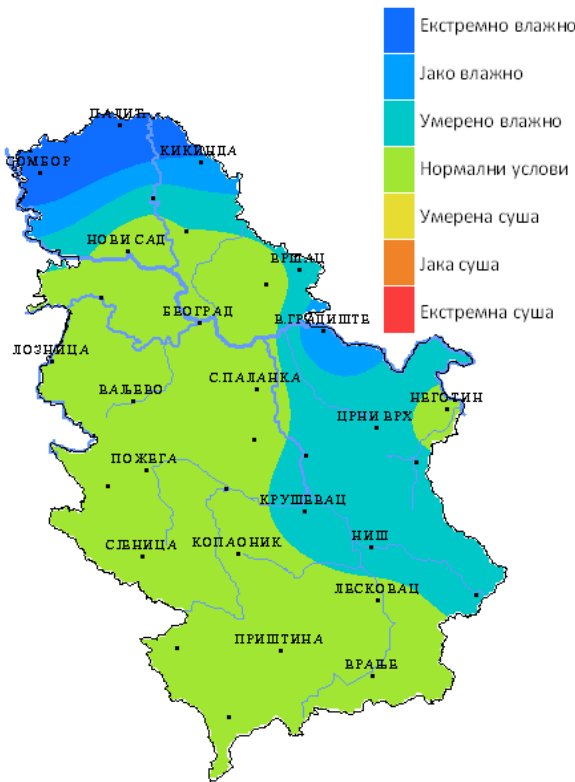 Екстремно влажно
Јако влажно
Умерено влажно
Нормални услови
Умерена суша
Јака суша
Екстремна суша
ПАЛИЋ
СОМБОР
КИКИНДА
НОВИ САД
ВРШАЦ
БЕОГРАД
В.ГРАДИШТЕ
ЛОЗНИЦА
С.ПАЛАНКА
ВАЉЕВО
НЕГОТИН
ЦРНИ ВРХ
ПОЖЕГА
КРУШЕВАЦ
НИШ
СЈЕНИЦА
КОПАОНИК
ЛЕСКОВАЦ
ПРИШТИНА
ВРАЊЕ